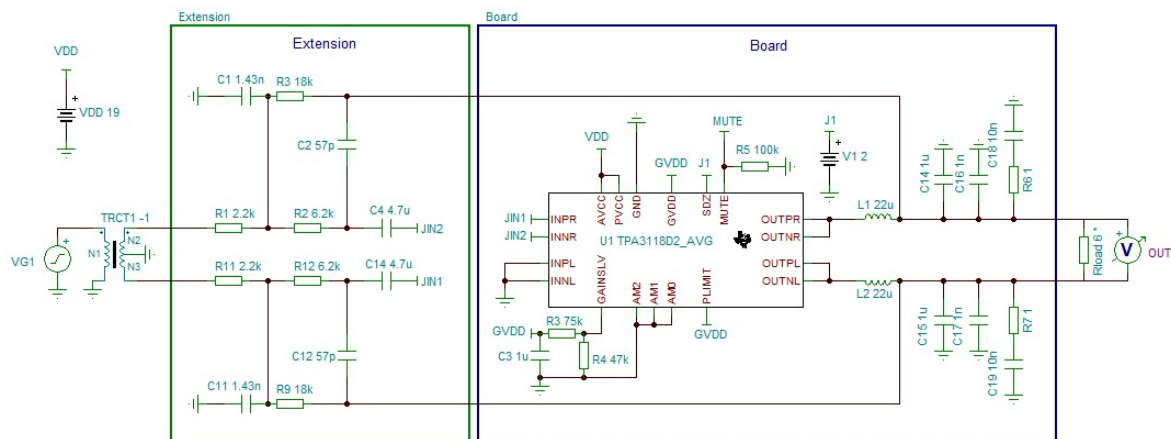 Extension
Board
Extension
Board
VDD
VDD 19
C1 1.43n
R3 18k
C2 57p
TRCT1 -1
N1
N2
N3
VG1
R1 2.2k
R2 6.2k
C4 4.7u
JIN2
R11 2.2k
R12 6.2k
C14 4.7u
JIN1
C12 57p
C11 1.43n
R9 18k
VDD
GVDD
J1
MUTE
R5 100k
J1
V1 2
AVCC
PVCC
GND
GVDD
SDZ
MUTE
JIN1
JIN2
INPR
INNR
INPL
INNL
U1 TPA3118D2_AVG
OUTPR
OUTNR
OUTPL
OUTNL
GAINSLV
AM2
AM1
AM0
PLIMIT
GVDD
R3 75k
C3 1u
R4 47k
GVDD
L1 22u
L2 22u
C14 1u
C16 1n
C18 10n
R6 1
C15 1u
C17 1n
R7 1
C19 10n
Rload 6 *
V
OUT